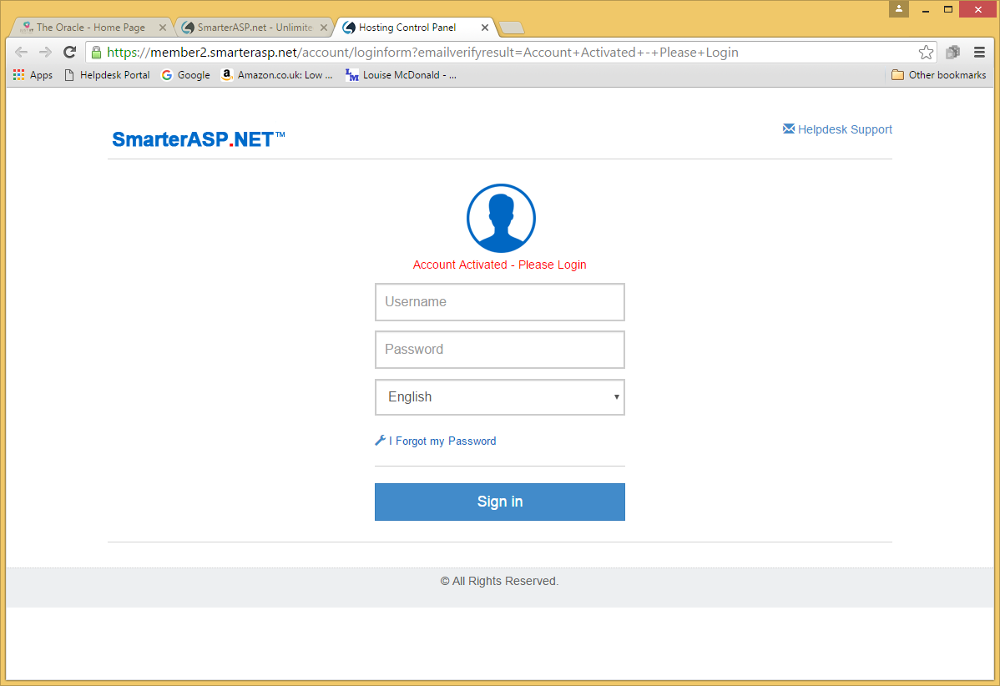 The Oracle - Home Page
SmarterASP.net - Unlimite
Hosting Control Panel
https://member2.smarterasp.net/account/loginform?emailverifyresult=Account+Activated+-+Please+Login
Apps
Helpdesk Portal
Google
Amazon.co.uk: Low ...
Louise McDonald - ...
Other bookmarks
SmarterASP.NET™
Helpdesk Support
Account Activated - Please Login
Username
Password
English
I Forgot my Password
Sign in
© All Rights Reserved.